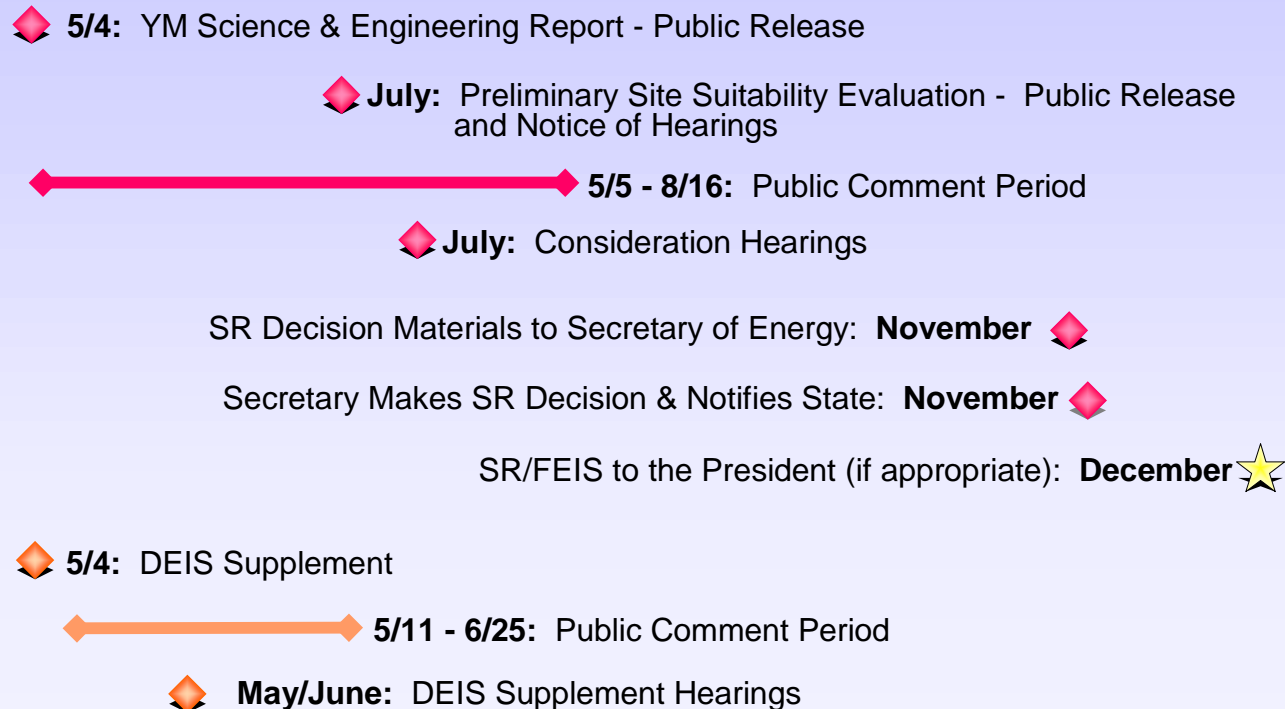 5/4: YM Science & Engineering Report - Public Release
July: Preliminary Site Suitability Evaluation - Public Release
and Notice of Hearings
5/5 - 8/16: Public Comment Period
July: Consideration Hearings
SR Decision Materials to Secretary of Energy: November
Secretary Makes SR Decision & Notifies State: November
SR/FEIS to the President (if appropriate): December
5/4: DEIS Supplement
5/11 - 6/25: Public Comment Period
May/June: DEIS Supplement Hearings